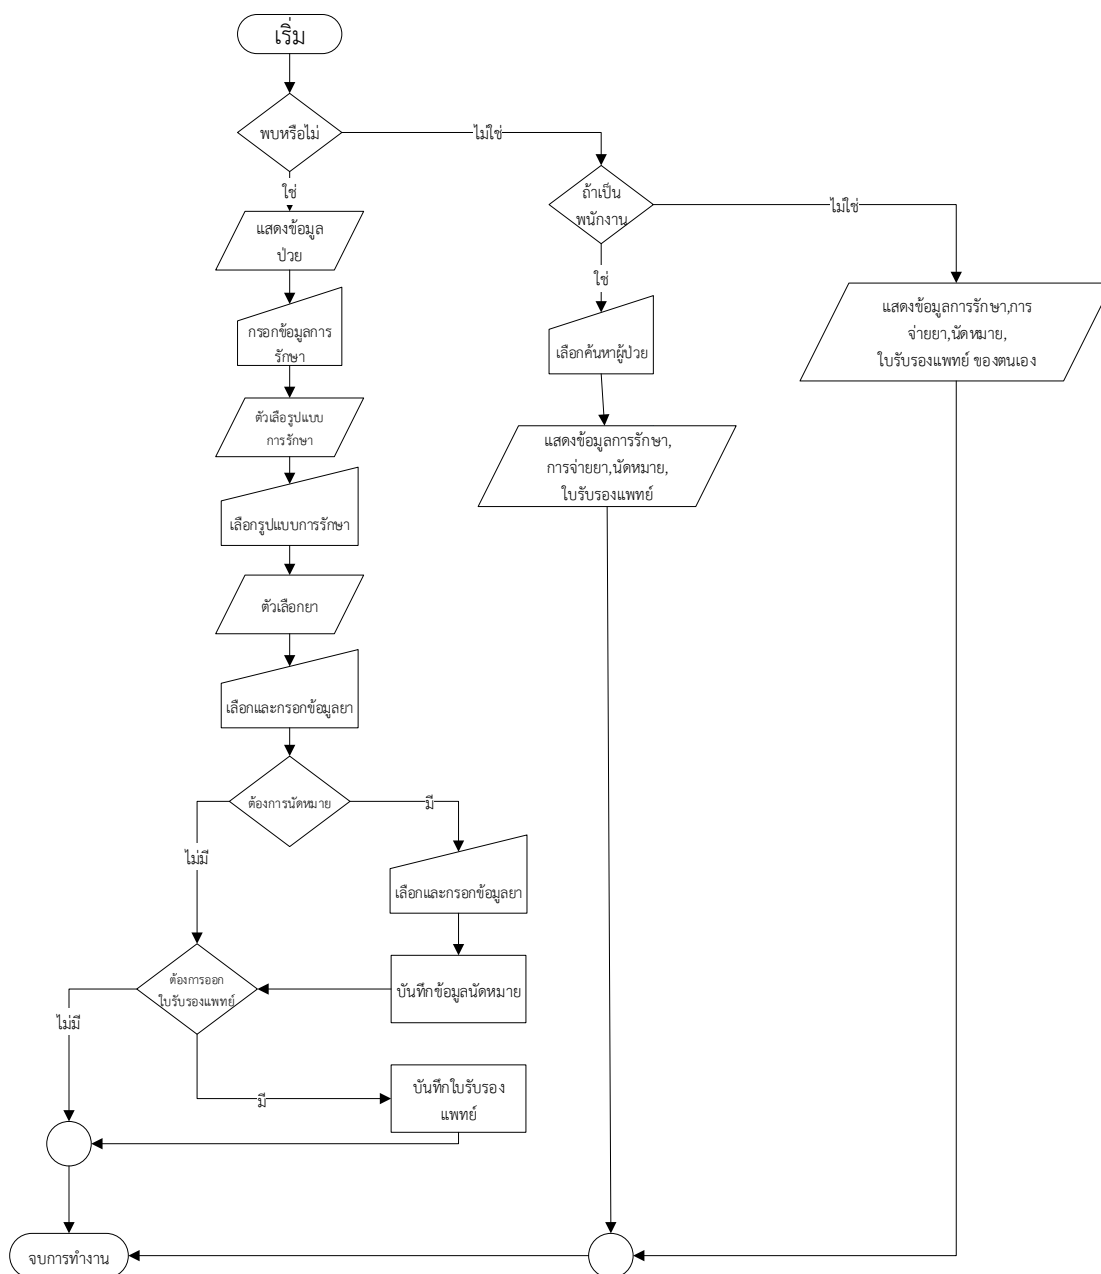 เริ่ม
พบหรือไม่
ไม่ใช่
ใช่
ถ้าเป็น
พนักงาน
ไม่ใช่
ใช่
แสดงข้อมูล
ป่วย
กรอกข้อมูลการ
รักษา
ตัวเลือรูปแบบ
การรักษา
เลือกรูปแบบการรักษา
ตัวเลือกยา
เลือกและกรอกข้อมูลยา
ต้องการนัดหมาย
มี
ไม่มี
เลือกและกรอกข้อมูลยา
บันทึกข้อมูลนัดหมาย
ต้องการออก
ใบรับรองแพทย์
ไม่มี
มี
บันทึกใบรับรอง
แพทย์
จบการทำงาน
เลือกค้นหาผู้ป่วย
แสดงข้อมูลการรักษา,
การจ่ายยา,นัดหมาย,
ใบรับรองแพทย์
แสดงข้อมูลการรักษา,การ
จ่ายยา,นัดหมาย,
ใบรับรองแพทย์ ของตนเอง